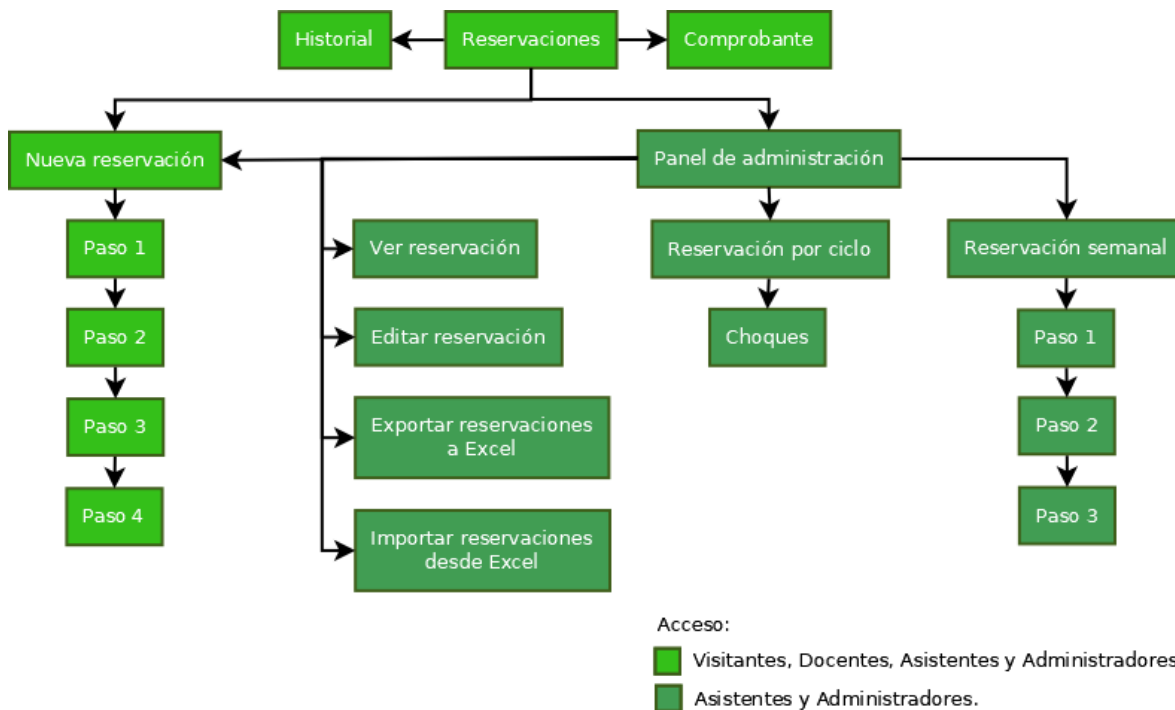 Historial
Reservaciones
Comprobante
Nueva reservación
Panel de administración
Paso 1
Ver reservación
Reservación por ciclo
Reservación semanal
Paso 2
Editar reservación
Choques
Paso 1
Paso 3
Exportar reservaciones
a Excel
Paso 2
Paso 4
Importar reservaciones
desde Excel
Paso 3
Acceso:
Visitantes, Docentes, Asistentes y Administradores
Asistentes y Administradores.